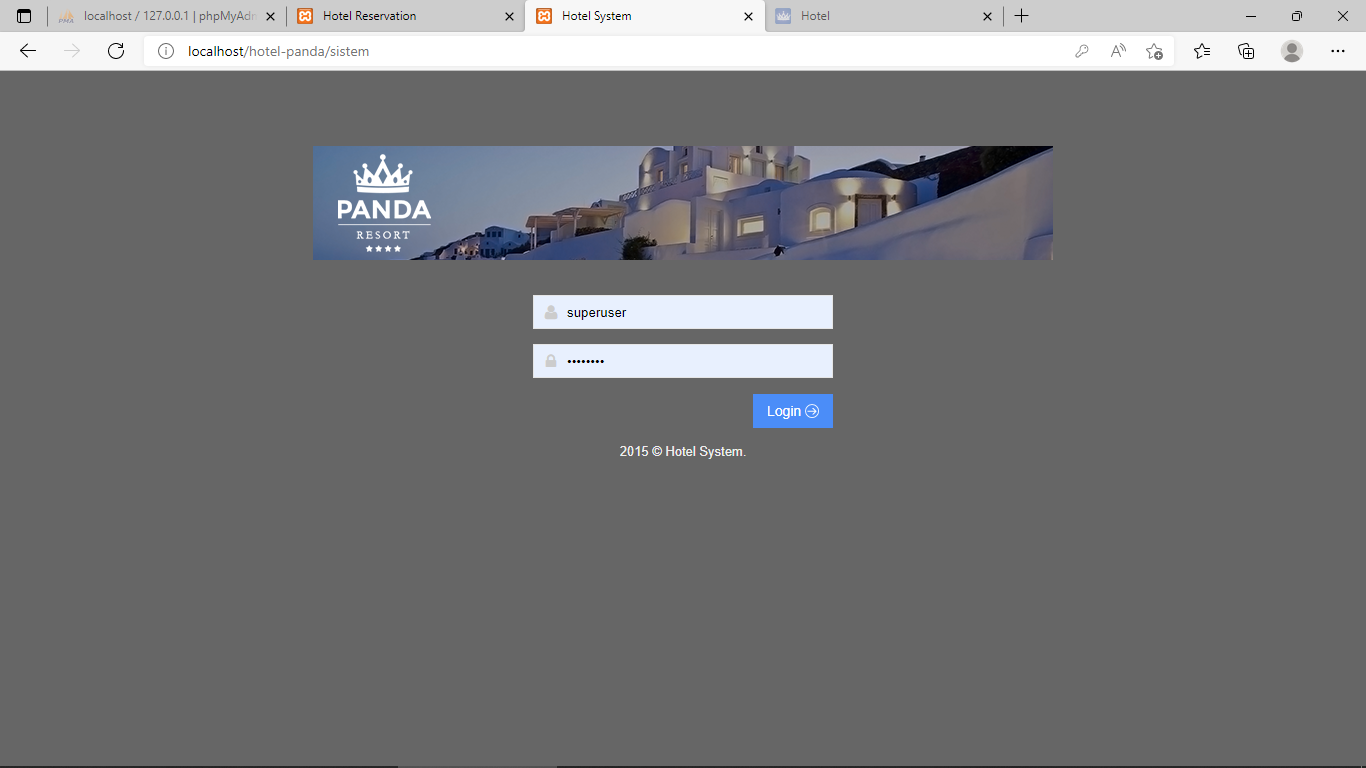 localhost / 127.0.0.1 | phpMyAdm
Hotel Reservation
Hotel System
Hotel
localhost/hotel-panda/sistem
PANDA
RESORT
superuser
••••••••
Login
2015 © Hotel System.